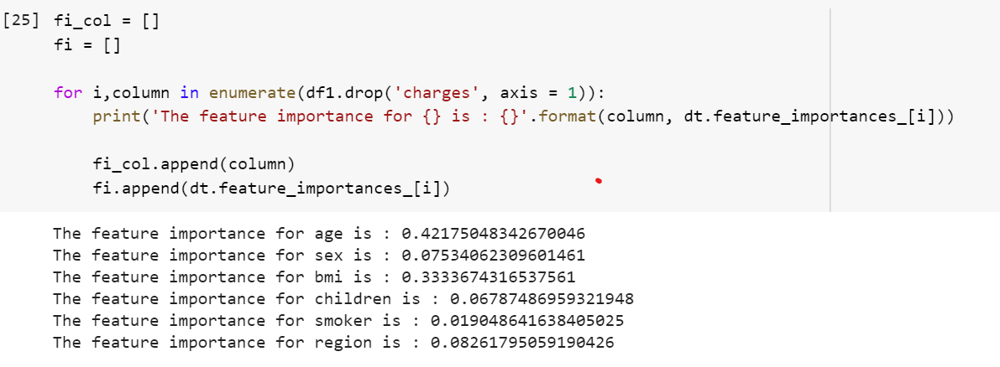 [25] fi_col = []
fi = []
for i,column in enumerate(df1.drop('charges', axis = 1)):
print('The feature importance for {} is : {}'.format(column, dt.feature_importances_[i]))
fi_col.append(column)
fi.append(dt.feature_importances_[i])
The feature importance for age is : 0.42175048342670046
The feature importance for sex is : 0.07534062309601461
The feature importance for bmi is : 0.3333674316537561
The feature importance for children is : 0.06787486959321948
The feature importance for smoker is : 0.019048641638405025
The feature importance for region is : 0.08261795059190426